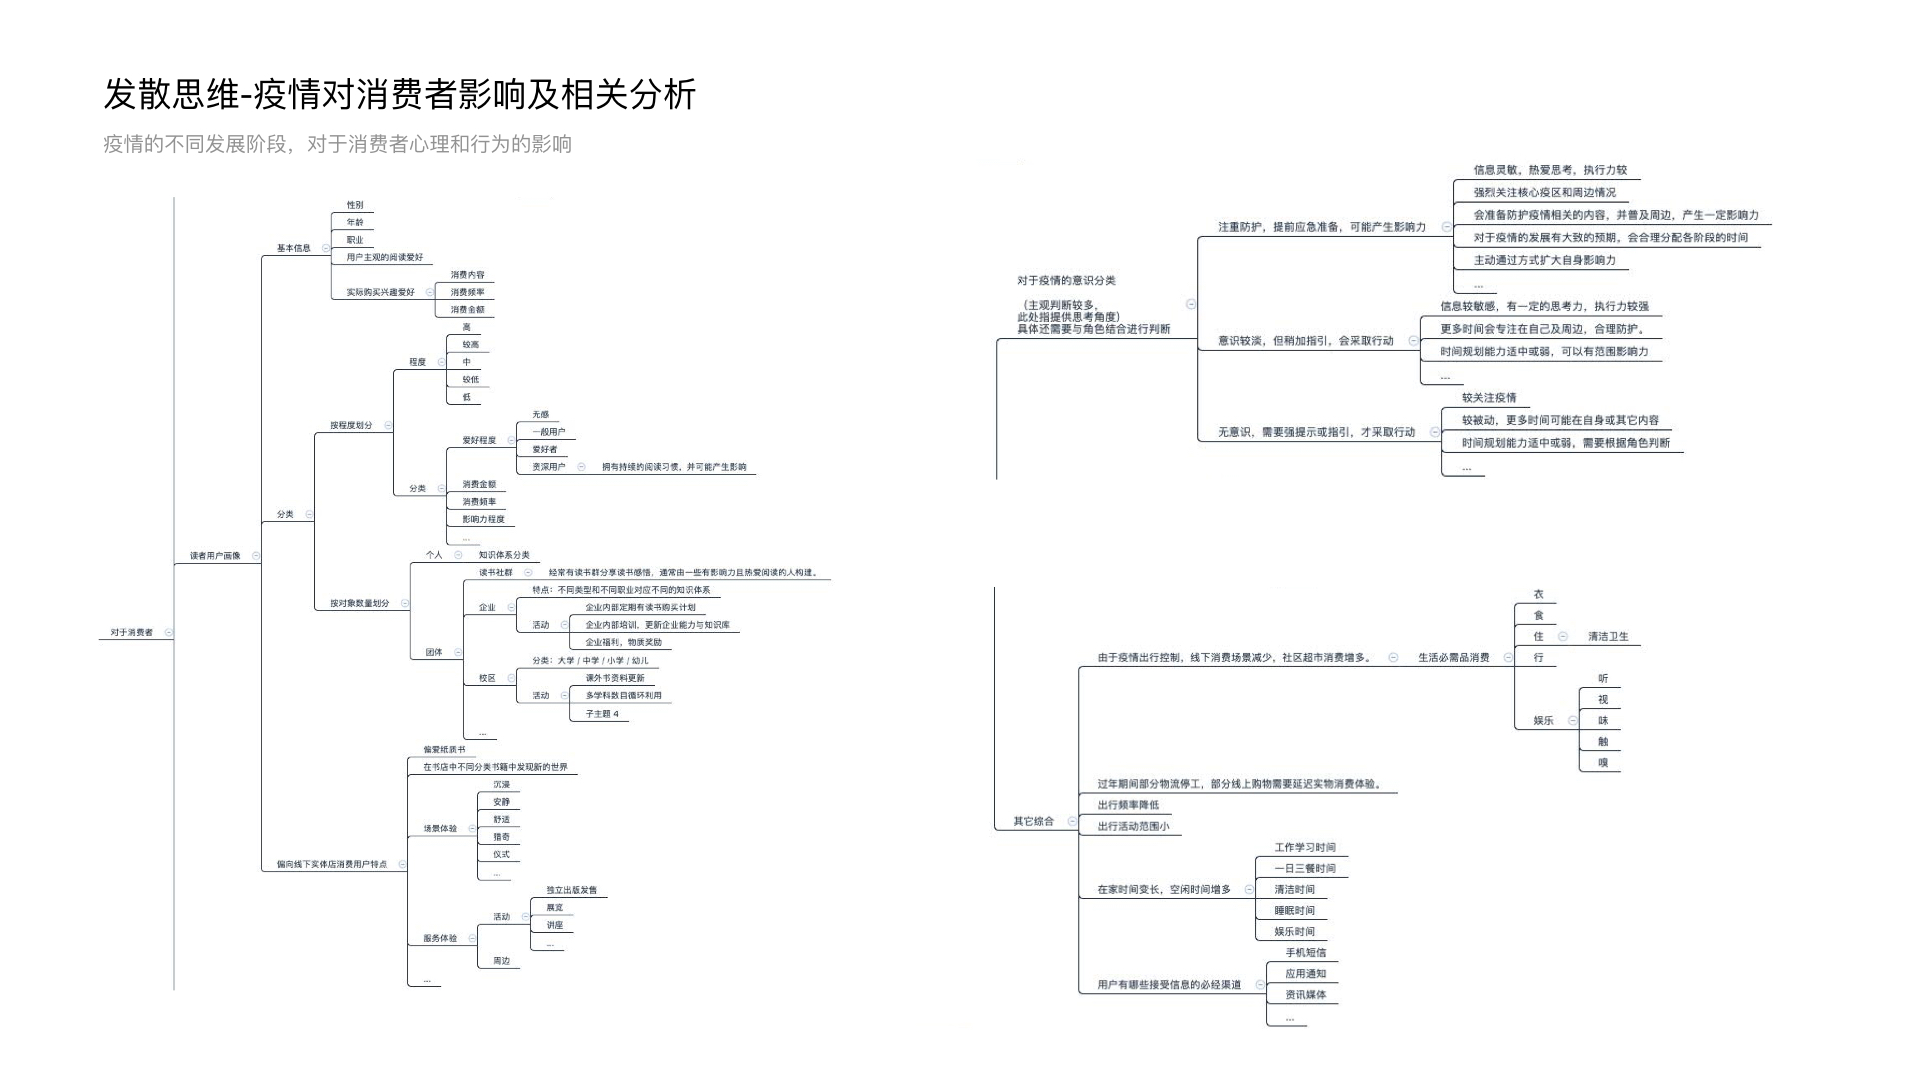 发散思维-疫情对消费者影响及相关分析
疫情的不同发展阶段，对于消费者心理和行为的影响
对于消费者
读者用户画像
基本信息
性别
年龄
职业
用户主观的阅读爱好
实际购买兴趣爱好
消费内容
消费频率
消费金额
分类
按程度划分
程度
高
较高
中
较低
低
分类
爱好程度
无感
一般用户
爱好者
资深用户
拥有持续的阅读习惯，并可能产生影响
消费金额
消费频率
影响力程度
...
按对象数量划分
个人
知识体系分类
团体
读书社群
经常有读书群分享读书感悟，通常由一些有影响力且热爱阅读的人构建。
企业
特点：不同类型和不同职业对应不同的知识体系
活动
企业内部定期有读书购买计划
企业内部培训，更新企业能力与知识库
企业福利，物质奖励
校区
分类：大学 / 中学 / 小学 / 幼儿
活动
课外书资料更新
多学科数目循环利用
子主题 4
...
偏向线下实体店消费用户特点
偏爱纸质书
在书店中不同分类书籍中发现新的世界
场景体验
沉浸
安静
舒适
猎奇
仪式
...
服务体验
活动
独立出版发售
展览
讲座
...
周边
...
对于疫情的意识分类
（主观判断较多，
此处指提供思考角度）
具体还需要与角色结合进行判断
注重防护，提前应急准备，可能产生影响力
信息灵敏，热爱思考，执行力较
强烈关注核心疫区和周边情况
会准备防护疫情相关的内容，并普及周边，产生一定影响力
对于疫情的发展有大致的预期，会合理分配各阶段的时间
主动通过方式扩大自身影响力
...
意识较淡，但稍加指引，会采取行动
信息较敏感，有一定的思考力，执行力较强
更多时间会专注在自己及周边，合理防护。
时间规划能力适中或弱，可以有范围影响力
...
无意识，需要强提示或指引，才采取行动
较关注疫情
较被动，更多时间可能在自身或其它内容
时间规划能力适中或弱，需要根据角色判断
...
其它综合
由于疫情出行控制，线下消费场景减少，社区超市消费增多。
生活必需品消费
衣
食
住
清洁卫生
行
娱乐
听
视
味
触
嗅
过年期间部分物流停工，部分线上购物需要延迟实物消费体验。
出行频率降低
出行活动范围小
在家时间变长，空闲时间增多
工作学习时间
一日三餐时间
清洁时间
睡眠时间
娱乐时间
用户有哪些接受信息的必经渠道
手机短信
应用通知
资讯媒体
...